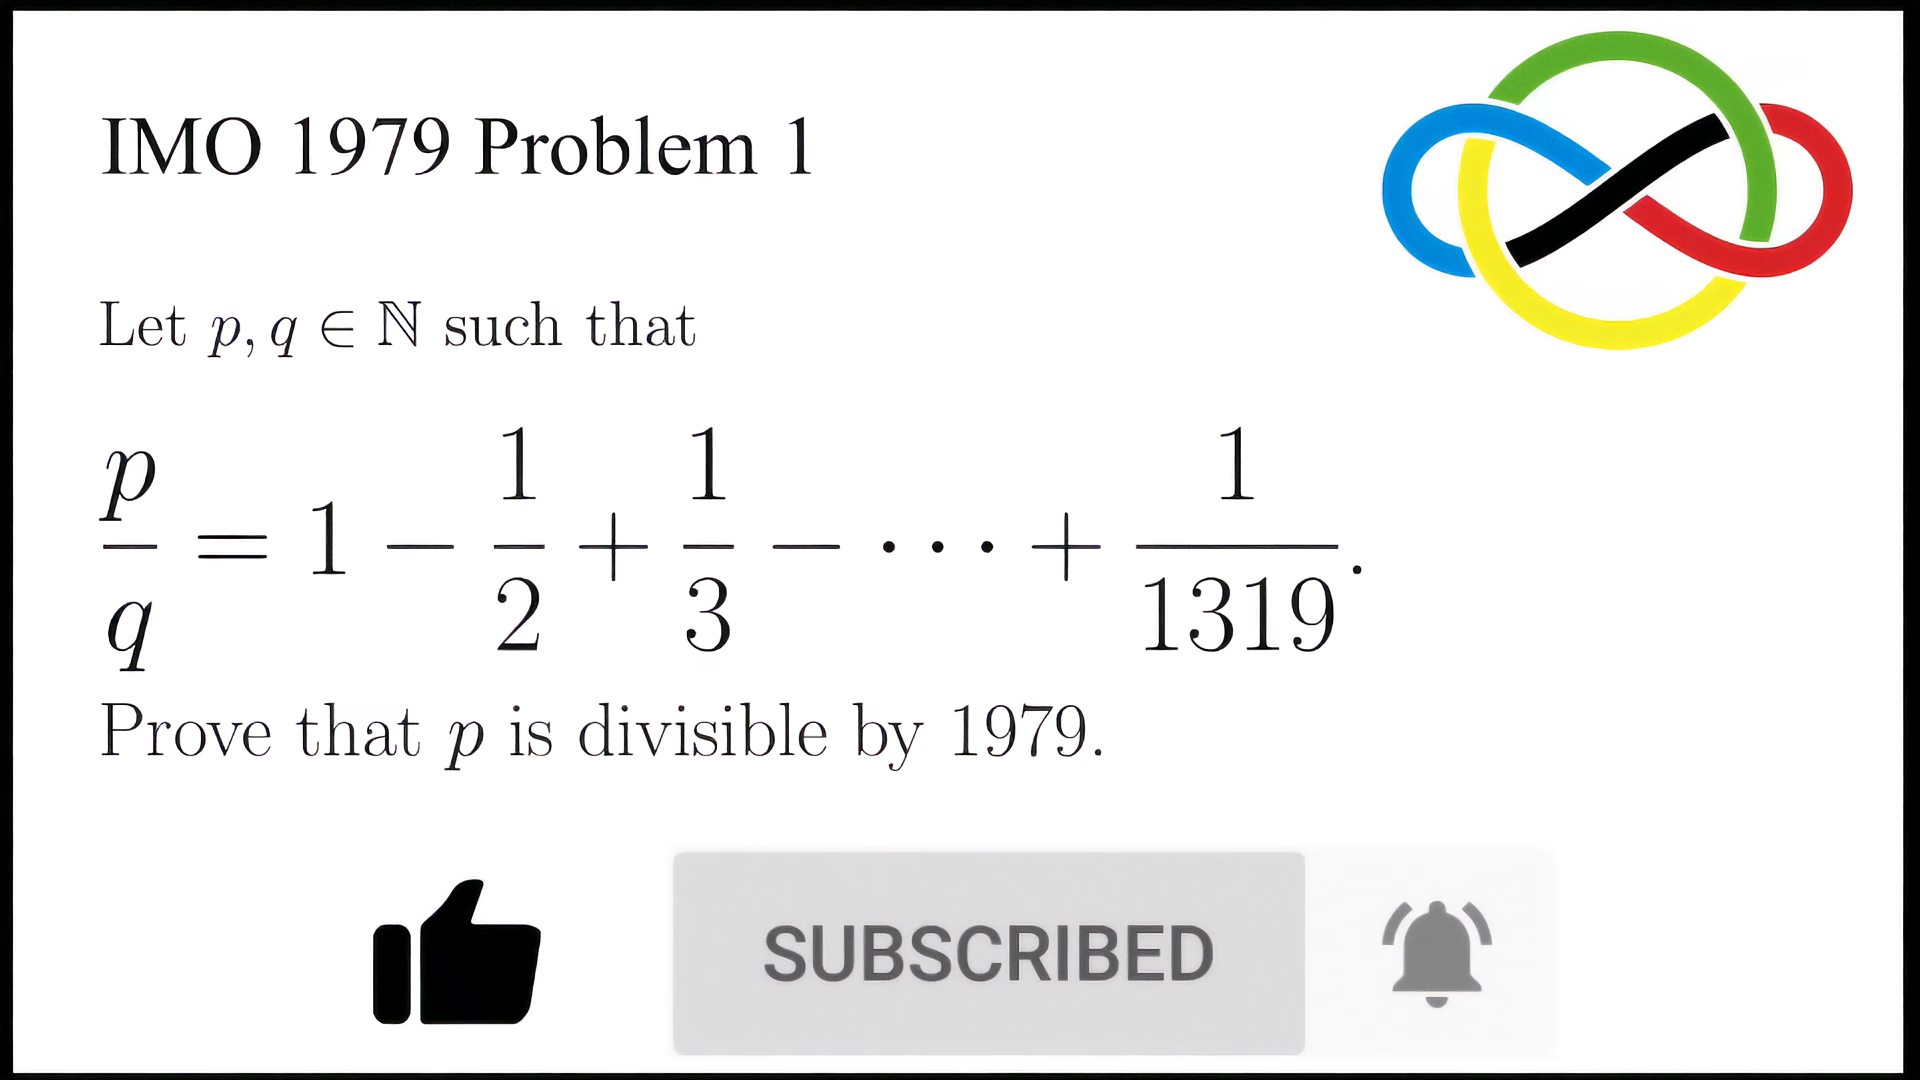 IMO 1979 Problem 1
Let p, q ∈ ℕ such that
p/q = 1 − 1/2 + 1/3 − ··· + 1/1319.
Prove that p is divisible by 1979.
SUBSCRIBED